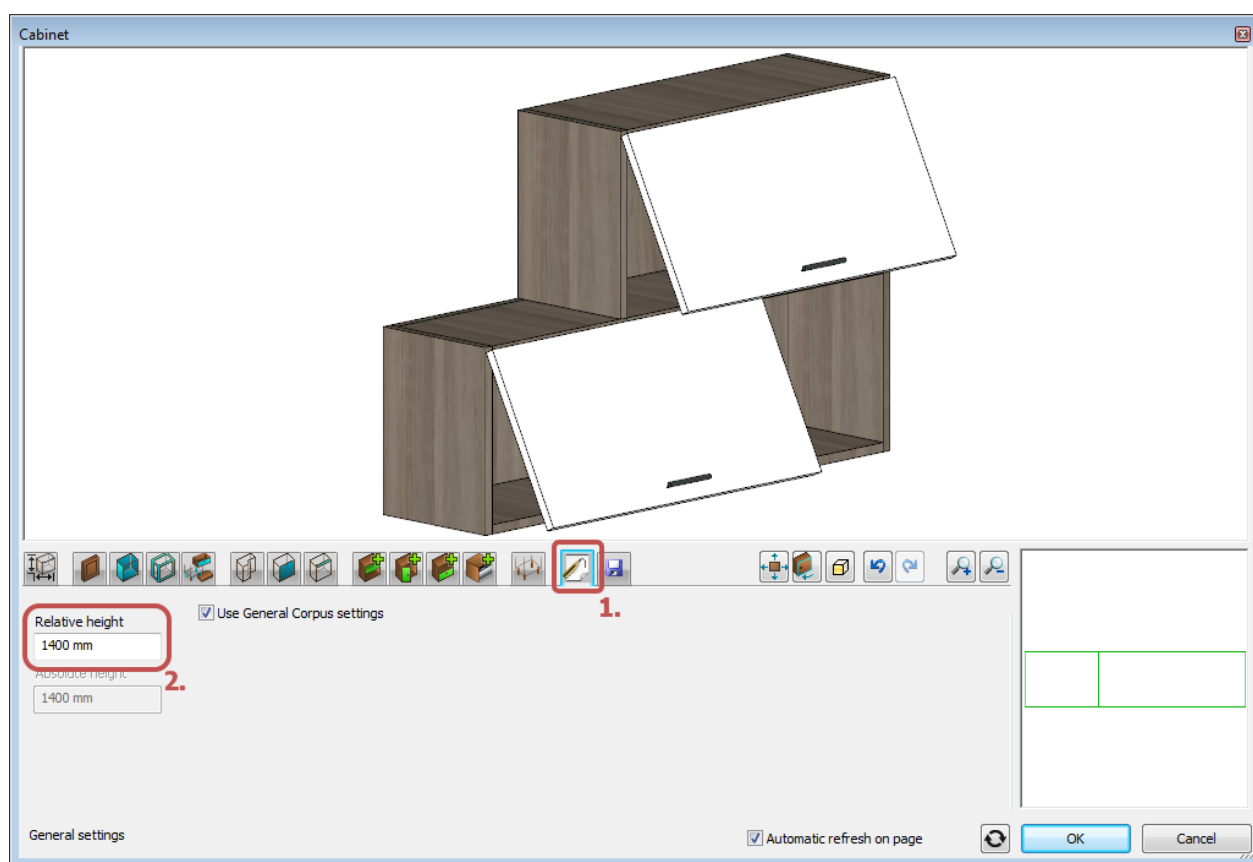 Cabinet
1.
Relative height
Use General Corpus settings
1400 mm
2.
Absolute height
1400 mm
General settings
Automatic refresh on page
OK
Cancel